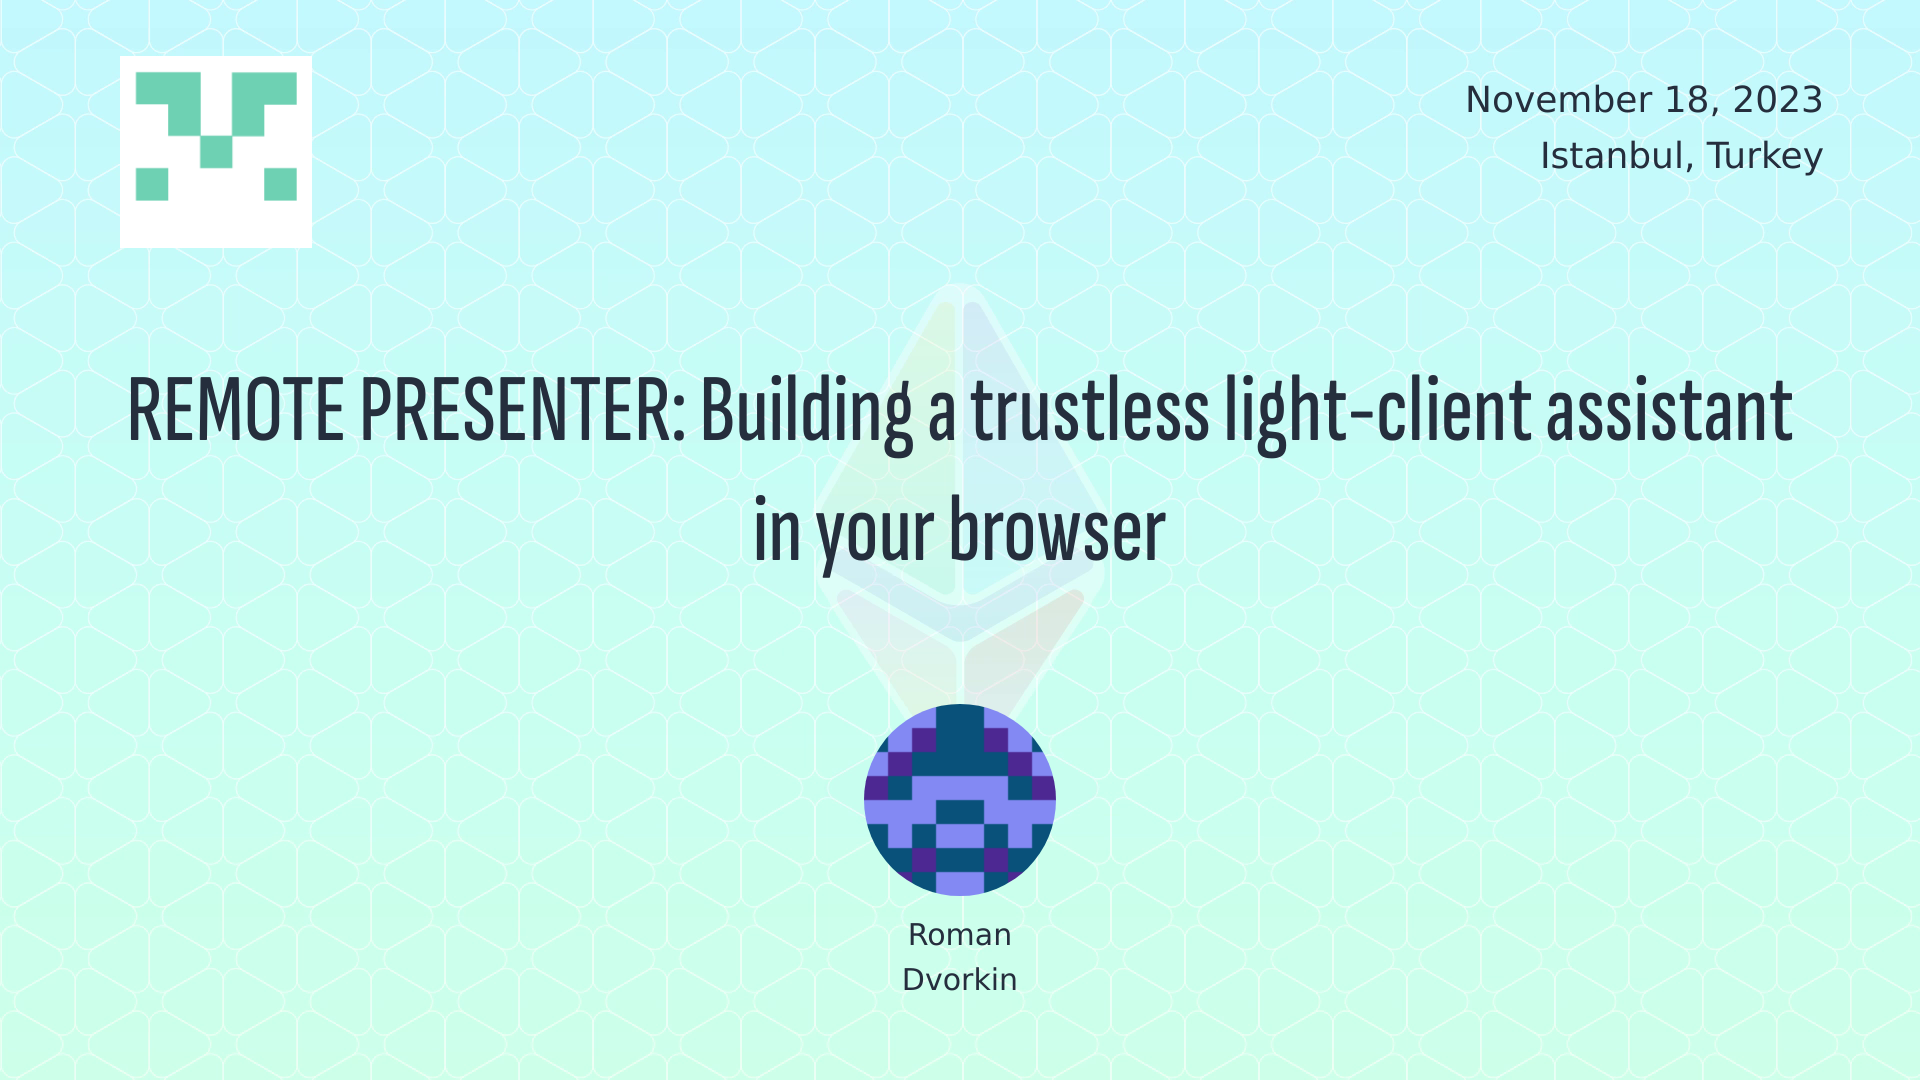 November 18, 2023
Istanbul, Turkey
REMOTE PRESENTER: Building a trustless light-client assistant
in your browser
Roman
Dvorkin